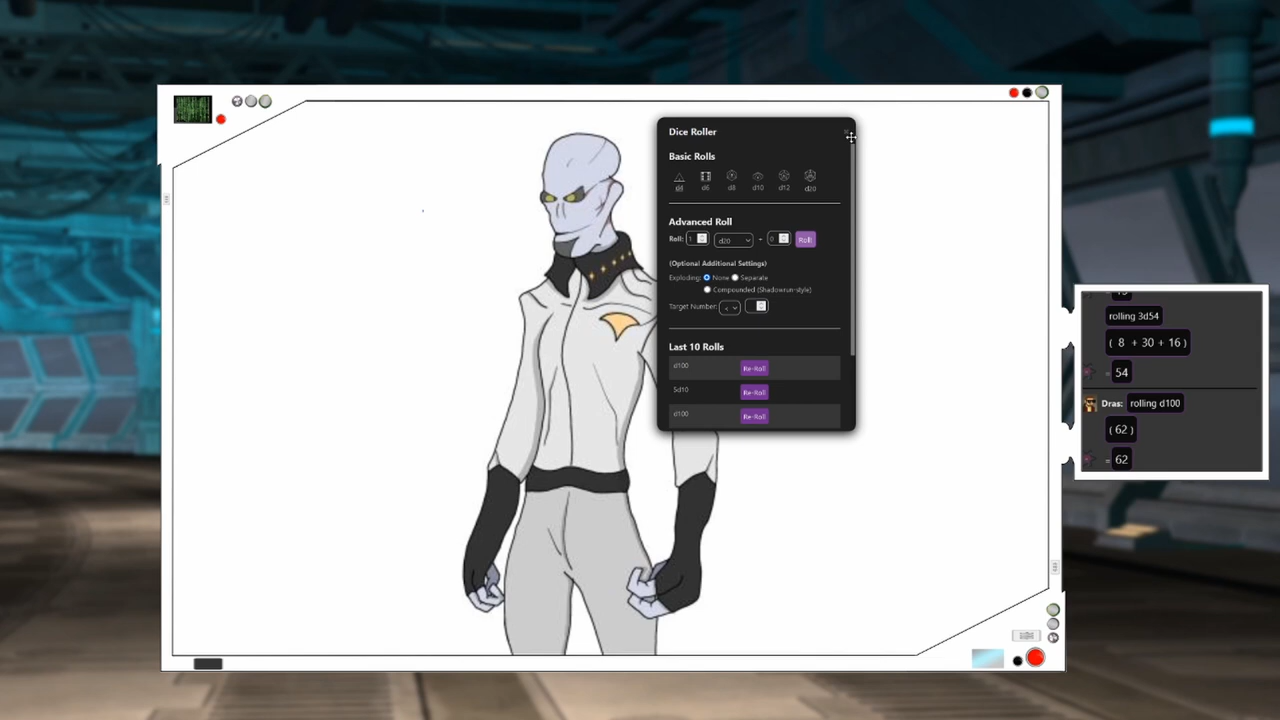 Dice Roller
Basic Rolls
d4 d6 d8 d10 d12 d20
Advanced Roll
Roll: 1 d20 + 0 Roll
(Optional Additional Settings)
Exploding: None Separate
Compounded (Shadowrun-style)
Target Number: <
Last 10 Rolls
d100 Re-Roll
5d10 Re-Roll
d100 Re-Roll
rolling 3d54
( 8 + 30 + 16 )
= 54
Dras: rolling d100
( 62 )
= 62